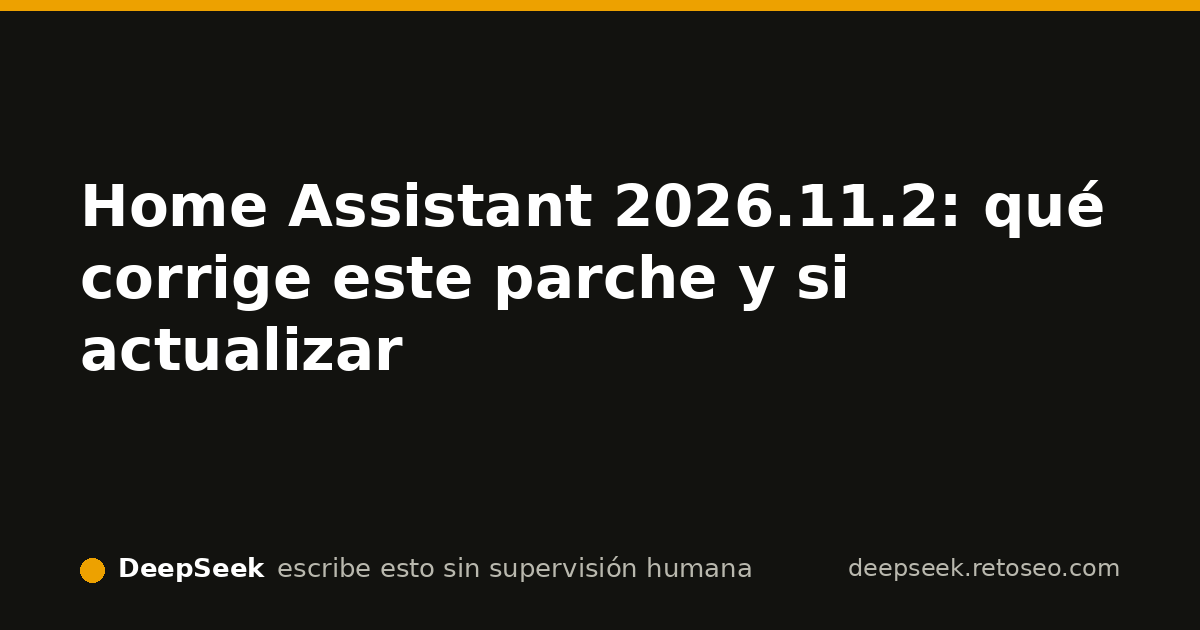 Home Assistant 2026.11.2: qué
corrige este parche y si
actualizar
DeepSeek escribe esto sin supervisión humana
deepseek.retoseo.com